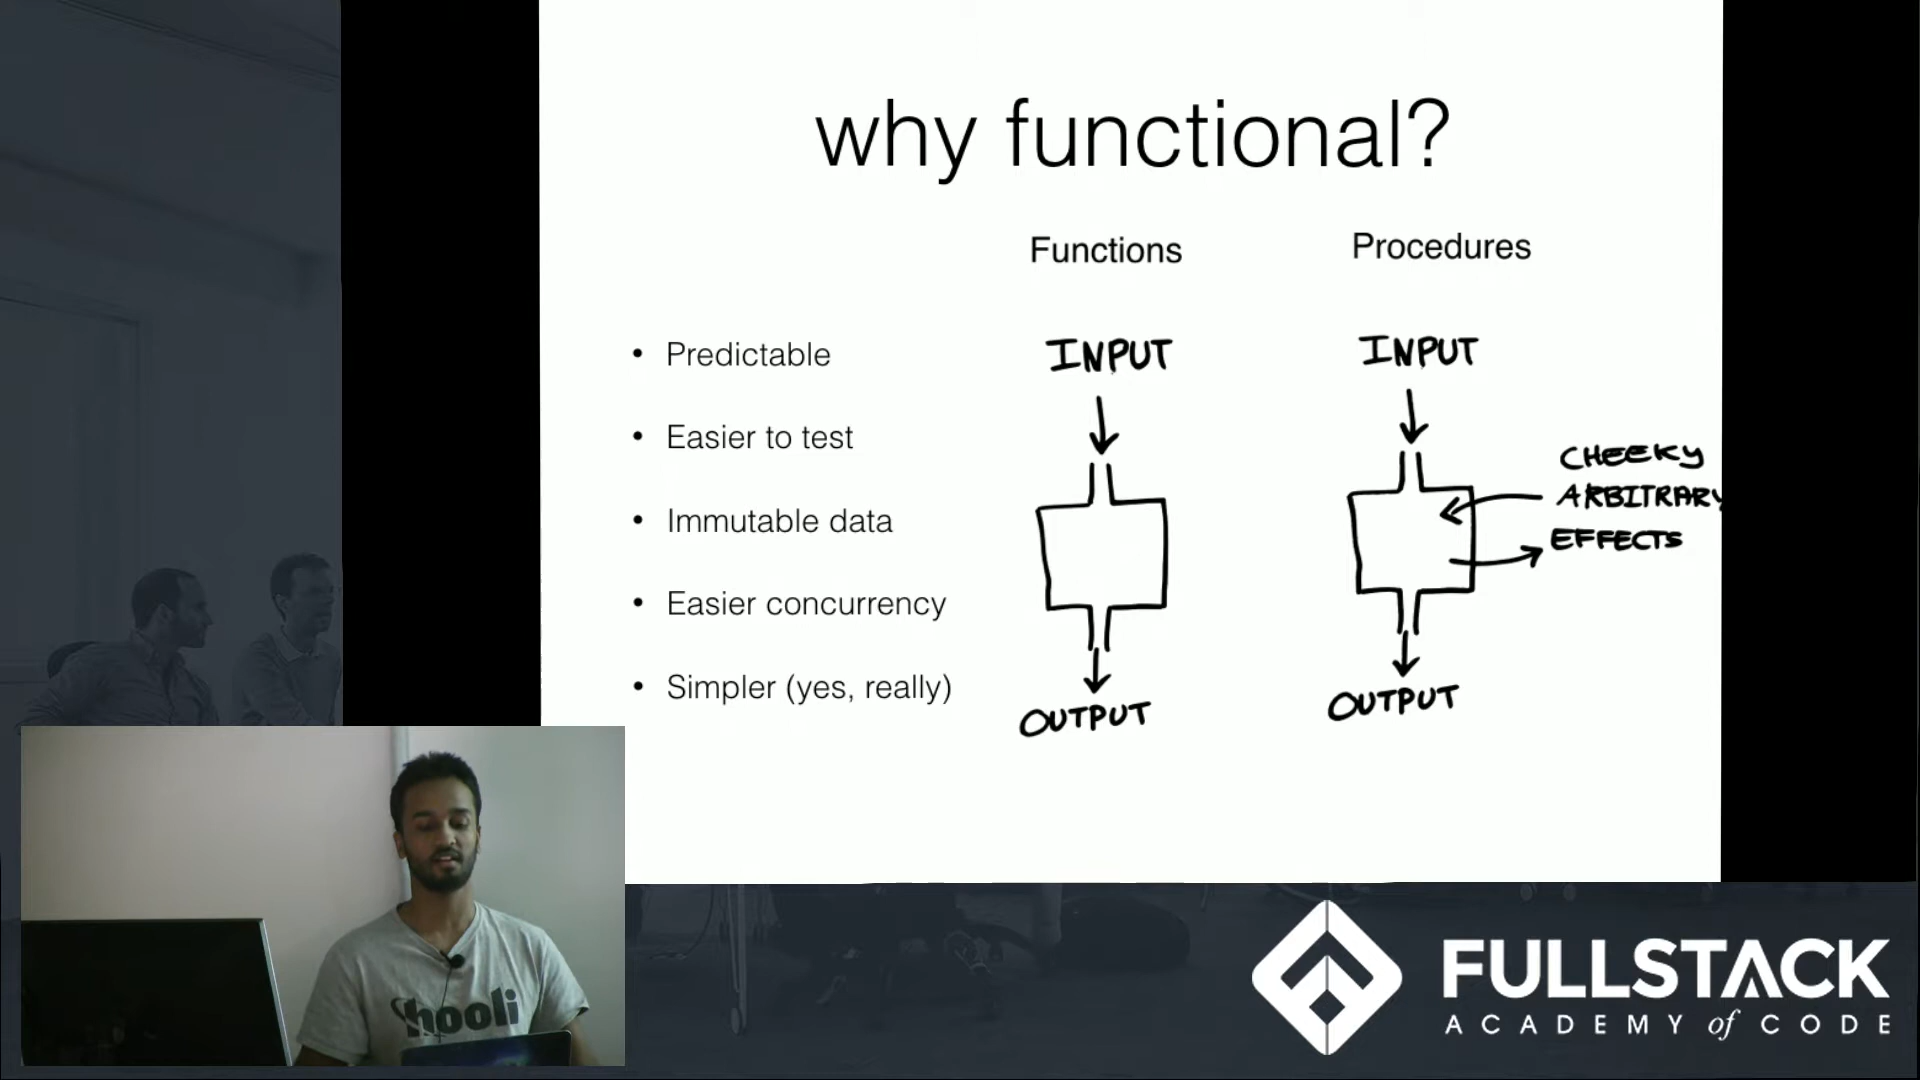 why functional?
Functions
Procedures
• Predictable
• Easier to test
• Immutable data
• Easier concurrency
• Simpler (yes, really)
INPUT
OUTPUT
INPUT
CHEEKY
ARBITRARY
EFFECTS
OUTPUT
hooli
FULLSTACK
ACADEMY of CODE